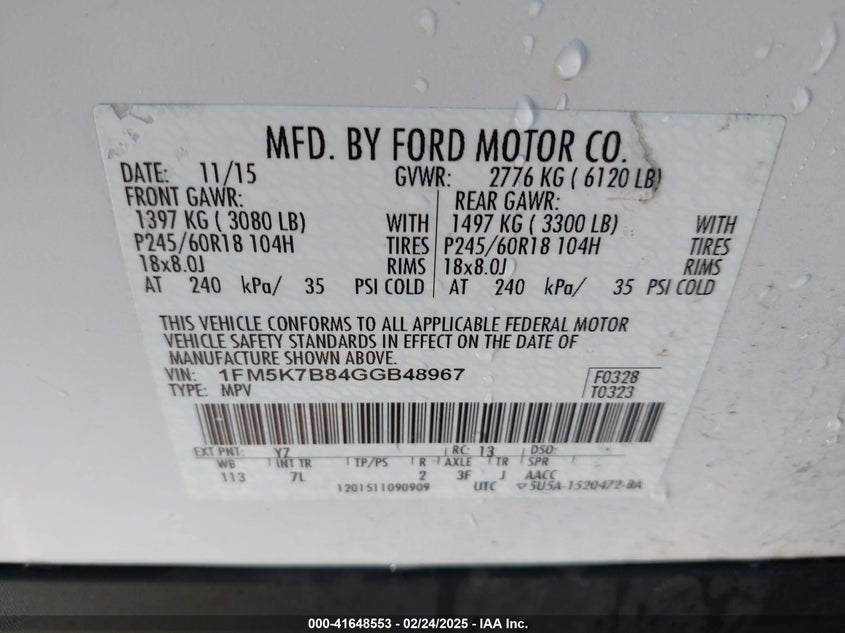 MFD. BY FORD MOTOR CO.
DATE: 11/15 GVWR: 2776 KG ( 6120 LB)
FRONT GAWR: REAR GAWR:
1397 KG ( 3080 LB) WITH 1497 KG ( 3300 LB) WITH
P245/60R18 104H TIRES P245/60R18 104H TIRES
18x8.0J RIMS 18x8.0J RIMS
AT 240 kPa/ 35 PSI COLD AT 240 kPa/ 35 PSI COLD
THIS VEHICLE CONFORMS TO ALL APPLICABLE FEDERAL MOTOR
VEHICLE SAFETY STANDARDS IN EFFECT ON THE DATE OF
MANUFACTURE SHOWN ABOVE.
VIN: 1FM5K7B84GGB48967 F0328
TYPE: MPV T0323
EXT PNT: YZ RC: 13 DSO:
WB INT TR TP/PS R AXLE TR SPR
113 7L 2 3F J AACC
1201511090909 UTC 5U5A-1520472-BA
000-41648553 - 02/24/2025 - IAA Inc.